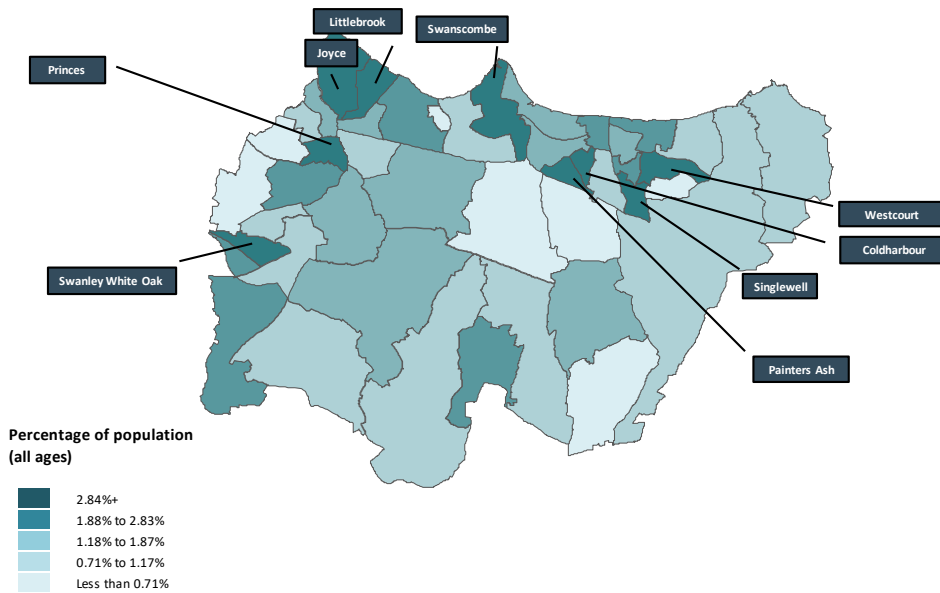 Littlebrook
Swanscombe
Joyce
Princes
Westcourt
Coldharbour
Swanley White Oak
Singlewell
Painters Ash
Percentage of population
(all ages)
2.84%+
1.88% to 2.83%
1.18% to 1.87%
0.71% to 1.17%
Less than 0.71%